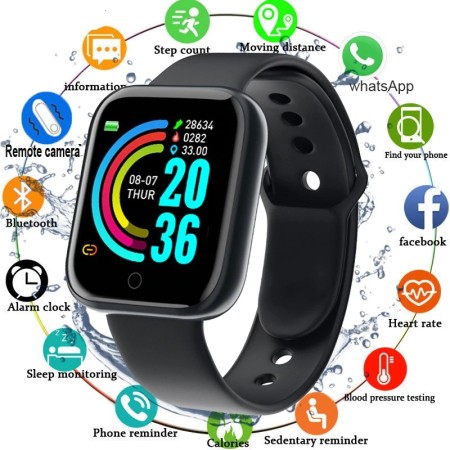 Step count
Moving distance
information
whatsApp
Remote camera
Find your phone
28634
0282
33.00
08-07
THUR
20
36
Bluetooth
facebook
Alarm clock
Heart rate
Sleep monitoring
Blood pressure testing
Phone reminder
Calories
Sedentary reminder